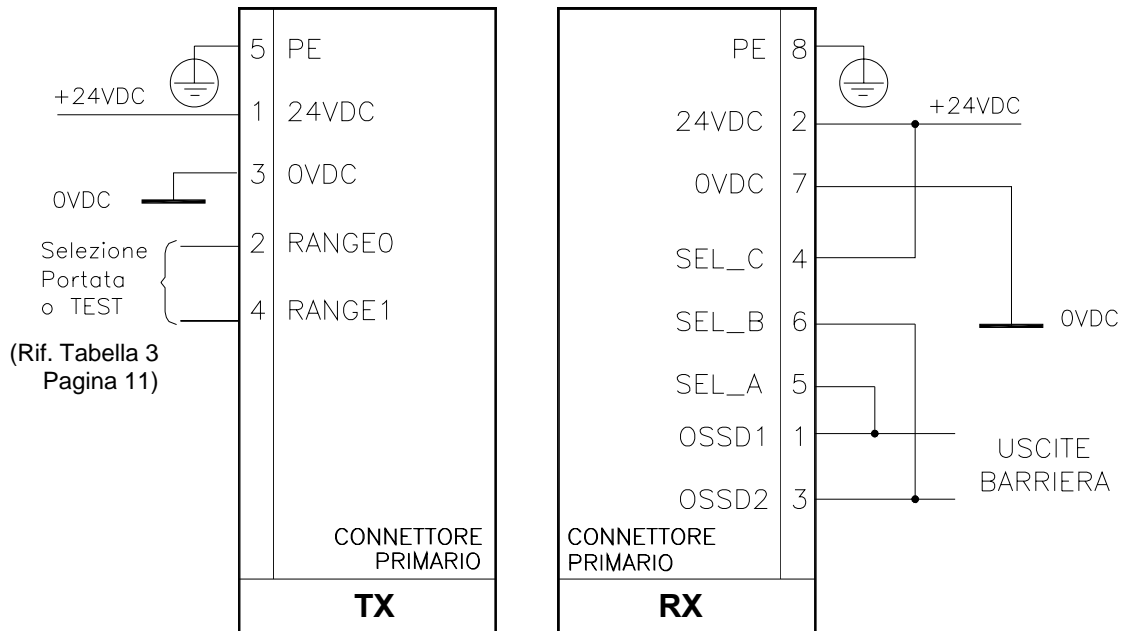 5 PE
+24VDC
1 24VDC
3 0VDC
0VDC
2 RANGE0
Selezione
Portata
o TEST
4 RANGE1
(Rif. Tabella 3
Pagina 11)
CONNETTORE
PRIMARIO
TX
PE 8
+24VDC
24VDC 2
0VDC 7
SEL_C 4
SEL_B 6
0VDC
SEL_A 5
OSSD1 1
USCITE
BARRIERA
OSSD2 3
CONNETTORE
PRIMARIO
RX